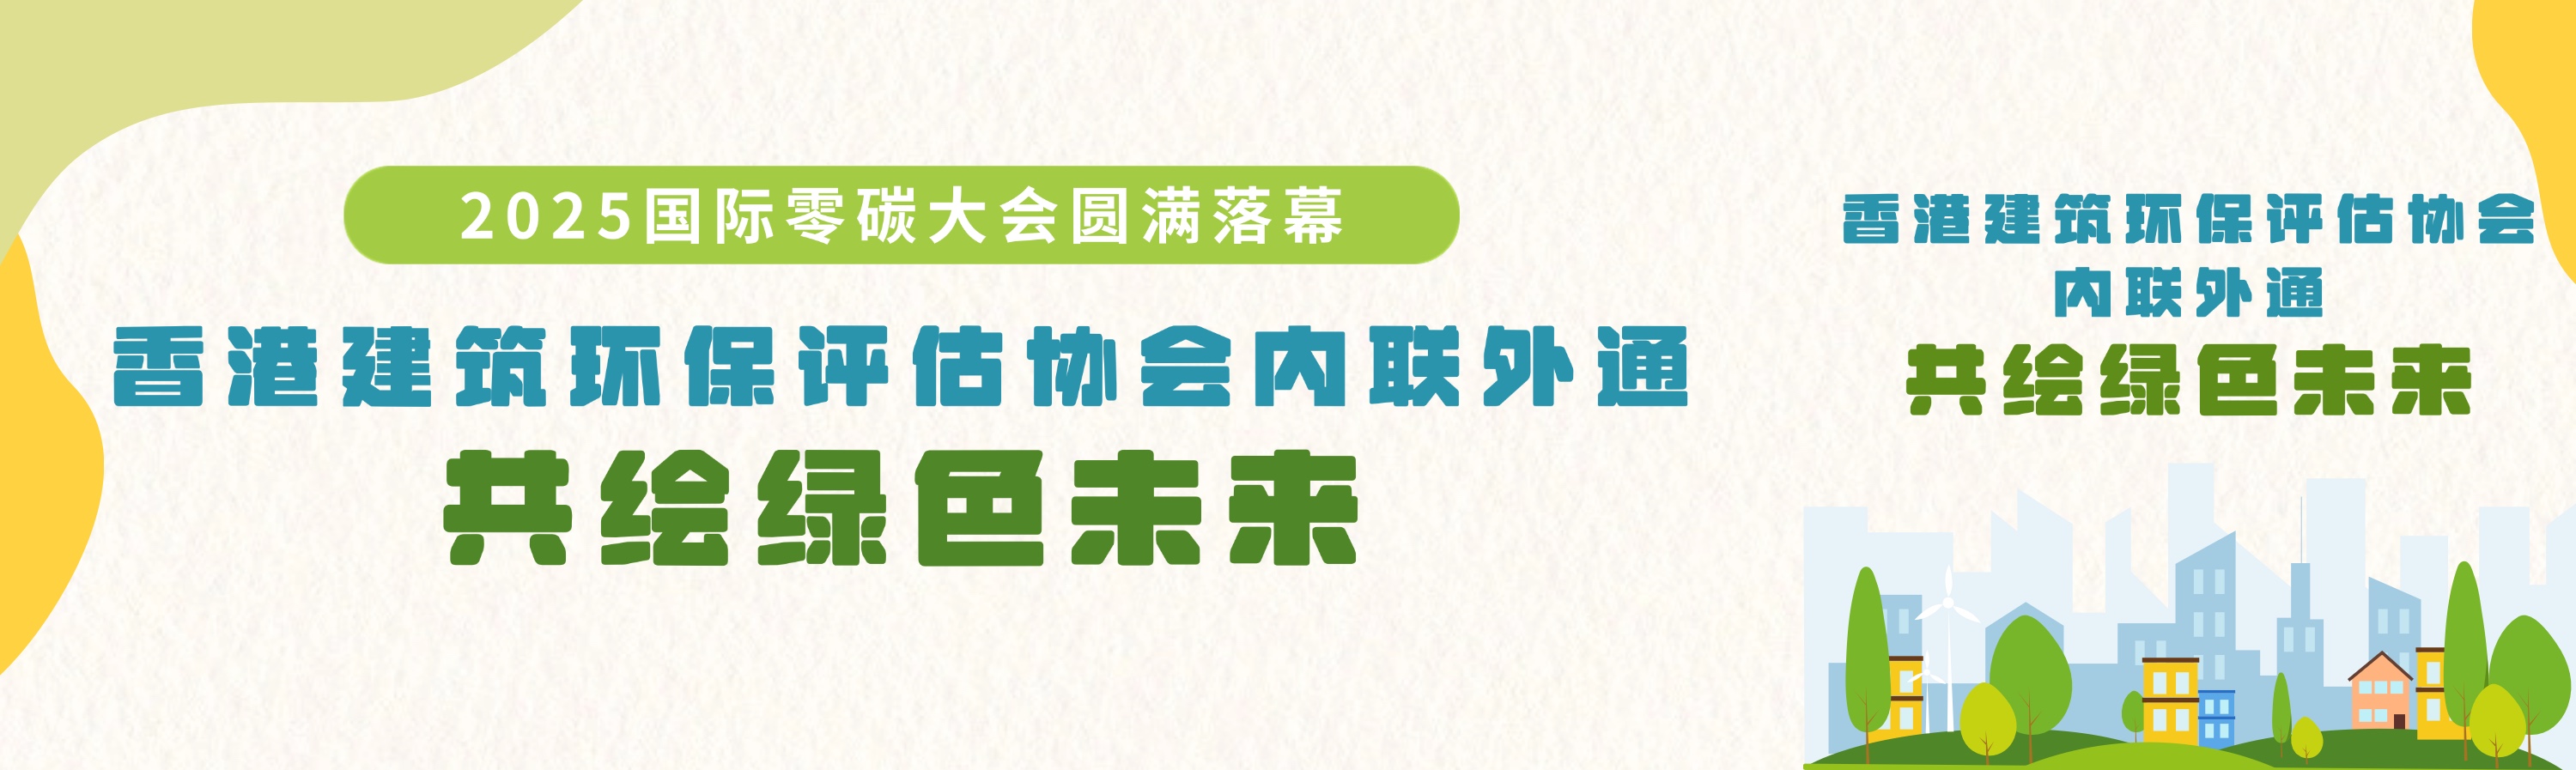 2025国际零碳大会圆满落幕
香港建筑环保评估协会内联外通
共绘绿色未来
香港建筑环保评估协会
内联外通
共绘绿色未来